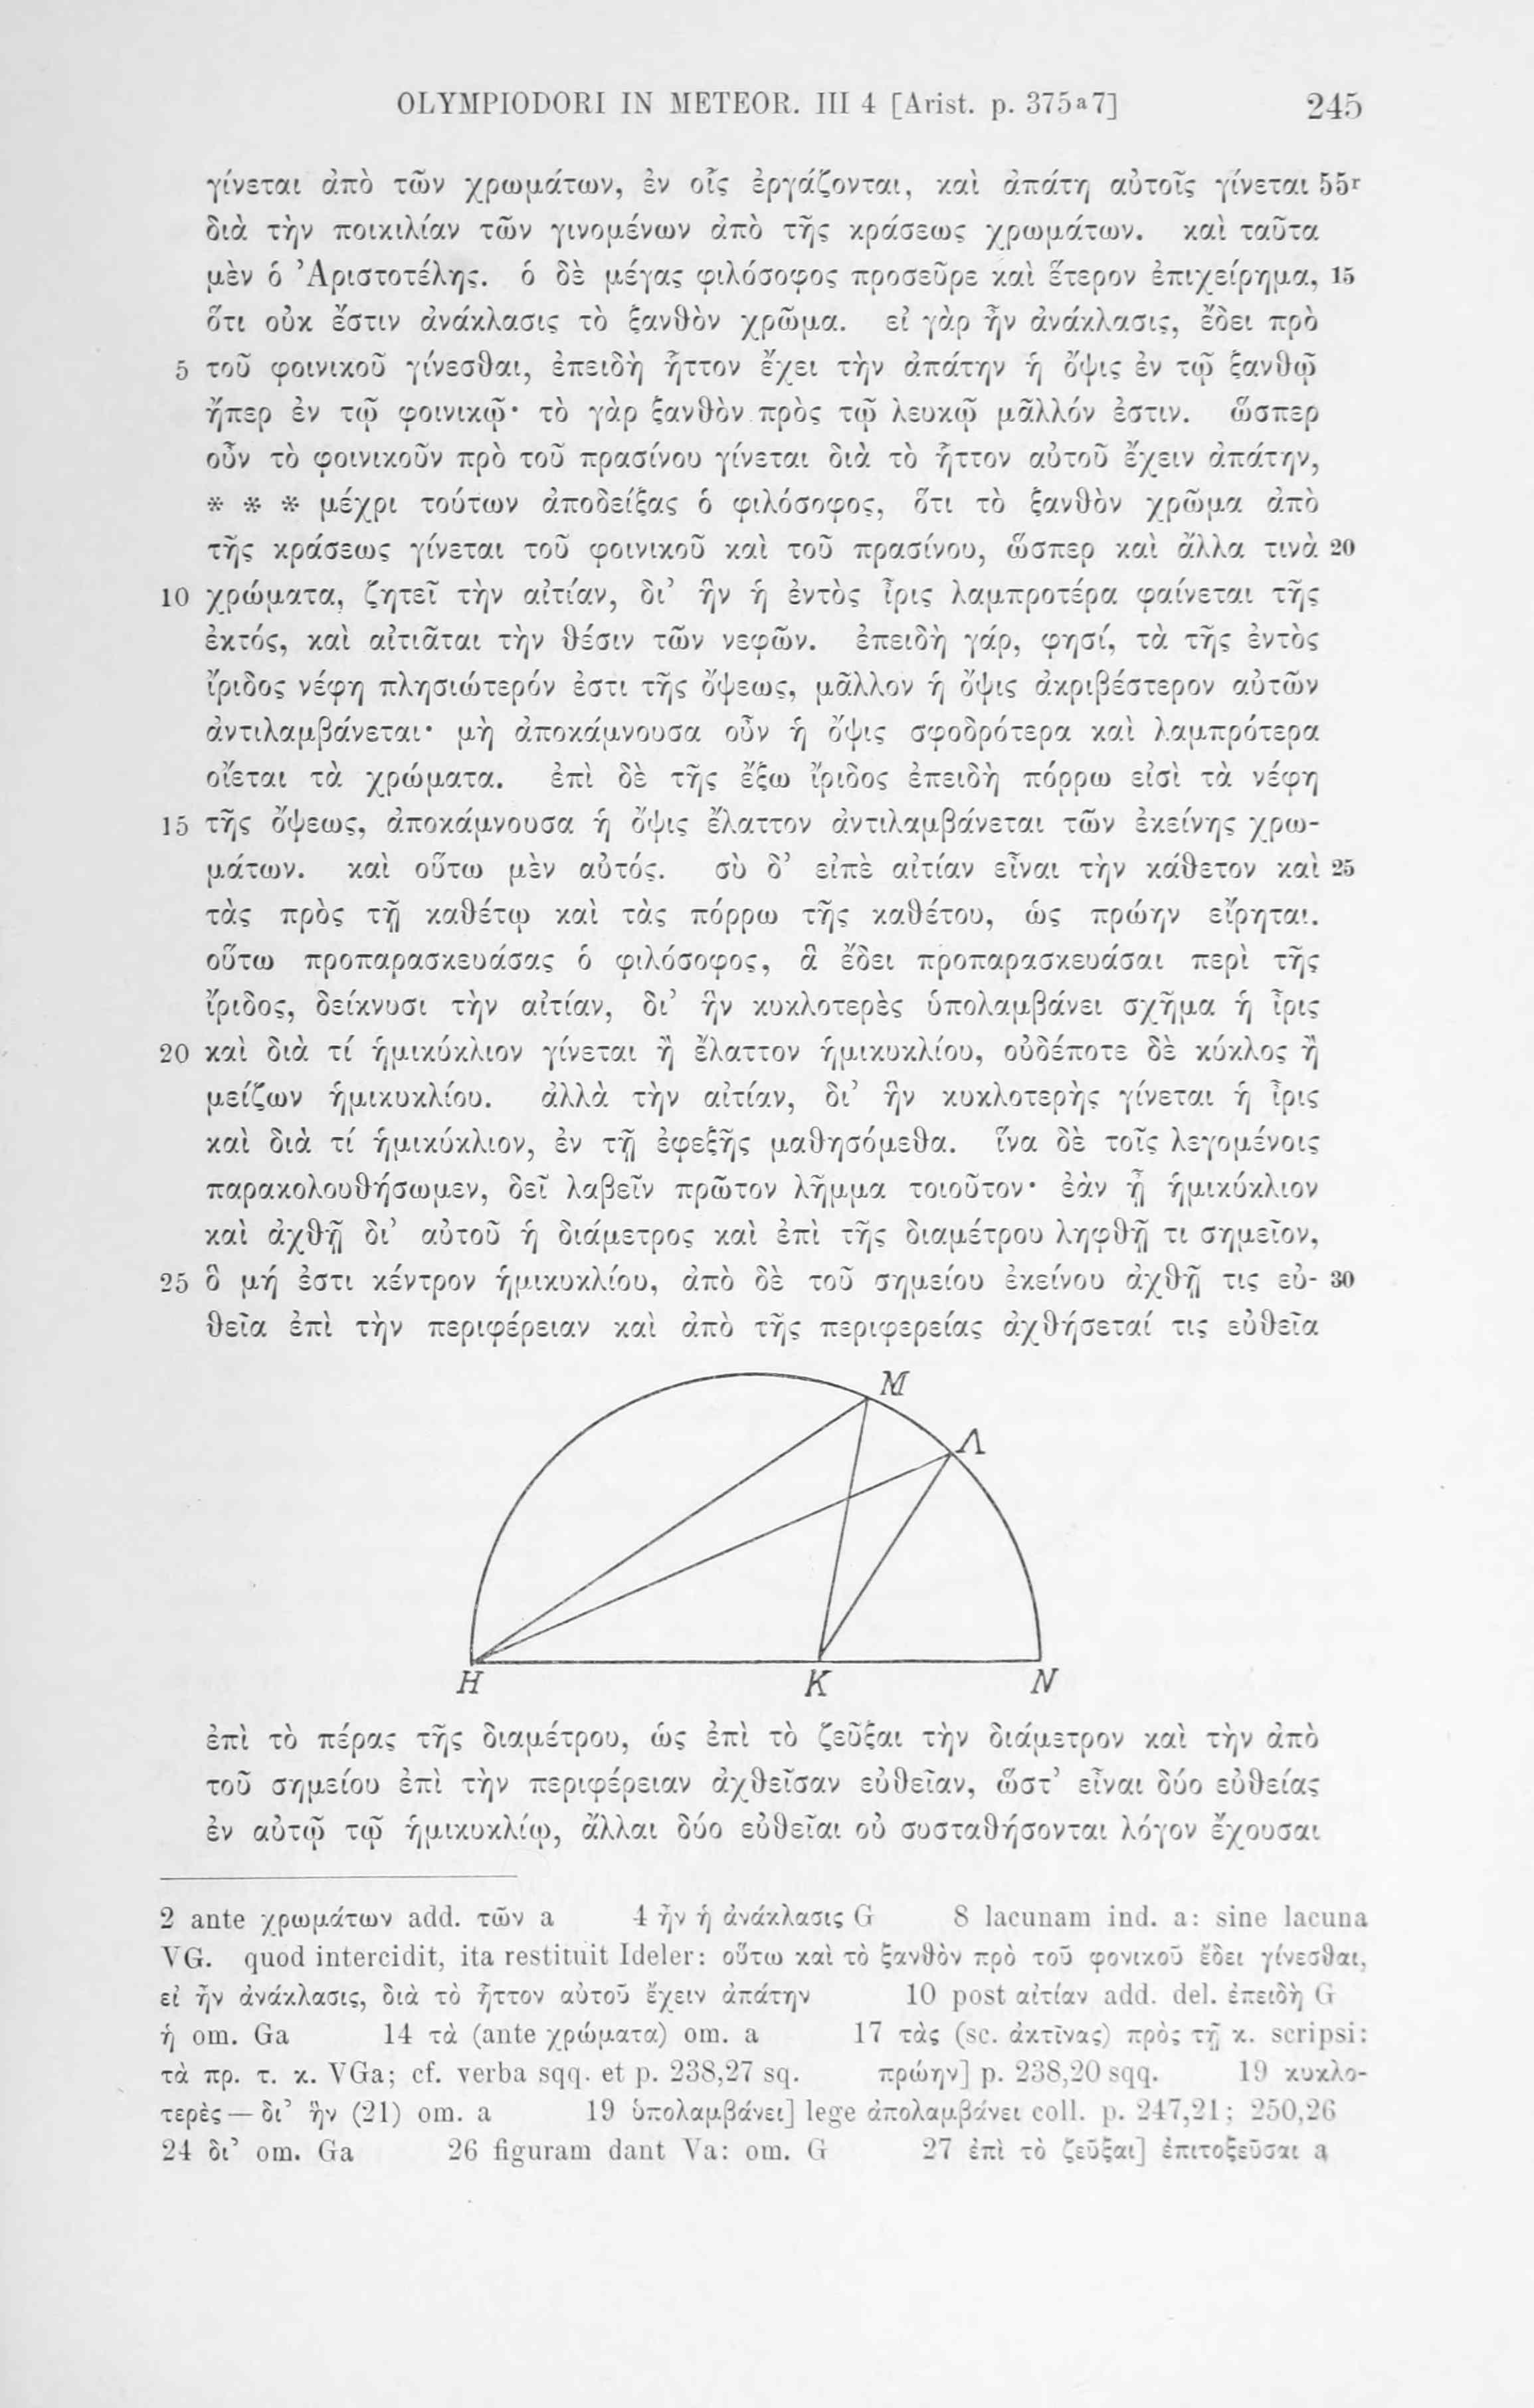 OLYMPIODORI IN METEOR. III 4 [Arist. p. 375a7] 245
γίνεται ἀπὸ τῶν χρωμάτων, ἐν οἷς ἐργάζονται, καὶ ἀπάτη αὐτοῖς γίνεται 55r
διὰ τὴν ποικιλίαν τῶν γινομένων ἀπὸ τῆς κράσεως χρωμάτων. καὶ ταῦτα
μὲν ὁ Ἀριστοτέλης. ὁ δὲ μέγας φιλόσοφος προσεῦρε καὶ ἕτερον ἐπιχείρημα, 15
ὅτι οὐκ ἔστιν ἀνάκλασις τὸ ξανθὸν χρῶμα. εἰ γὰρ ἦν ἀνάκλασις, ἔδει πρὸ
5 τοῦ φοινικοῦ γίνεσθαι, ἐπειδὴ ἧττον ἔχει τὴν ἀπάτην ἡ ὄψις ἐν τῷ ξανθῷ
ἤπερ ἐν τῷ φοινικῷ· τὸ γὰρ ξανθὸν πρὸς τῷ λευκῷ μᾶλλόν ἐστιν. ὥσπερ
οὖν τὸ φοινικοῦν πρὸ τοῦ πρασίνου γίνεται διὰ τὸ ἧττον αὐτοῦ ἔχειν ἀπάτην,
* * * μέχρι τούτων ἀποδείξας ὁ φιλόσοφος, ὅτι τὸ ξανθὸν χρῶμα ἀπὸ
τῆς κράσεως γίνεται τοῦ φοινικοῦ καὶ τοῦ πρασίνου, ὥσπερ καὶ ἄλλα τινὰ 20
10 χρώματα, ζητεῖ τὴν αἰτίαν, δι’ ἣν ἡ ἐντὸς ἶρις λαμπροτέρα φαίνεται τῆς
ἐκτός, καὶ αἰτιᾶται τὴν θέσιν τῶν νεφῶν. ἐπειδὴ γάρ, φησί, τὰ τῆς ἐντὸς
ἴριδος νέφη πλησιώτερόν ἐστι τῆς ὄψεως, μᾶλλον ἡ ὄψις ἀκριβέστερον αὐτῶν
ἀντιλαμβάνεται· μὴ ἀποκάμνουσα οὖν ἡ ὄψις σφοδρότερα καὶ λαμπρότερα
οἴεται τὰ χρώματα. ἐπὶ δὲ τῆς ἔξω ἴριδος ἐπειδὴ πόρρω εἰσὶ τὰ νέφη
15 τῆς ὄψεως, ἀποκάμνουσα ἡ ὄψις ἔλαττον ἀντιλαμβάνεται τῶν ἐκείνης χρω-
μάτων. καὶ οὕτω μὲν αὐτός. σὺ δ’ εἰπὲ αἰτίαν εἶναι τὴν κάθετον καὶ 25
τὰς πρὸς τῇ καθέτῳ καὶ τὰς πόρρω τῆς καθέτου, ὡς πρώην εἴρηται.
οὕτω προπαρασκευάσας ὁ φιλόσοφος, ἃ ἔδει προπαρασκευάσαι περὶ τῆς
ἴριδος, δείκνυσι τὴν αἰτίαν, δι’ ἣν κυκλοτερὲς ὑπολαμβάνει σχῆμα ἡ ἶρις
20 καὶ διὰ τί ἡμικύκλιον γίνεται ἢ ἔλαττον ἡμικυκλίου, οὐδέποτε δὲ κύκλος ἢ
μείζων ἡμικυκλίου. ἀλλὰ τὴν αἰτίαν, δι’ ἣν κυκλοτερὴς γίνεται ἡ ἶρις
καὶ διὰ τί ἡμικύκλιον, ἐν τῇ ἐφεξῆς μαθησόμεθα. ἵνα δὲ τοῖς λεγομένοις
παρακολουθήσωμεν, δεῖ λαβεῖν πρῶτον λῆμμα τοιοῦτον· ἐὰν ᾖ ἡμικύκλιον
καὶ ἀχθῇ δι’ αὐτοῦ ἡ διάμετρος καὶ ἐπὶ τῆς διαμέτρου ληφθῇ τι σημεῖον,
25 ὃ μή ἐστι κέντρον ἡμικυκλίου, ἀπὸ δὲ τοῦ σημείου ἐκείνου ἀχθῇ τις εὐ- 30
θεῖα ἐπὶ τὴν περιφέρειαν καὶ ἀπὸ τῆς περιφερείας ἀχθήσεταί τις εὐθεῖα
M
Λ
H K N
ἐπὶ τὸ πέρας τῆς διαμέτρου, ὡς ἐπὶ τὸ ζεῦξαι τὴν διάμετρον καὶ τὴν ἀπὸ
τοῦ σημείου ἐπὶ τὴν περιφέρειαν ἀχθεῖσαν εὐθεῖαν, ὥστ’ εἶναι δύο εὐθείας
ἐν αὐτῷ τῷ ἡμικυκλίῳ, ἄλλαι δύο εὐθεῖαι οὐ συσταθήσονται λόγον ἔχουσαι
2 ante χρωμάτων add. τῶν a 4 ἦν ἡ ἀνάκλασις G 8 lacunam ind. a: sine lacuna
VG. quod intercidit, ita restituit Ideler: οὕτω καὶ τὸ ξανθὸν πρὸ τοῦ φονικοῦ ἔδει γίνεσθαι,
εἰ ἦν ἀνάκλασις, διὰ τὸ ἧττον αὐτοῦ ἔχειν ἀπάτην 10 post αἰτίαν add. del. ἐπειδὴ G
ἡ om. Ga 14 τὰ (ante χρώματα) om. a 17 τὰς (sc. ἀκτῖνας) πρὸς τῇ κ. scripsi:
τὰ πρ. τ. κ. VGa; cf. verba sqq. et p. 238,27 sq. πρώην] p. 238,20 sqq. 19 κυκλο-
τερὲς — δι’ ἣν (21) om. a 19 ὑπολαμβάνει] lege ἀπολαμβάνει coll. p. 247,21; 250,26
24 δι’ om. Ga 26 figuram dant Va: om. G 27 ἐπὶ τὸ ζεῦξαι] ἐπιτοξεῦσαι a